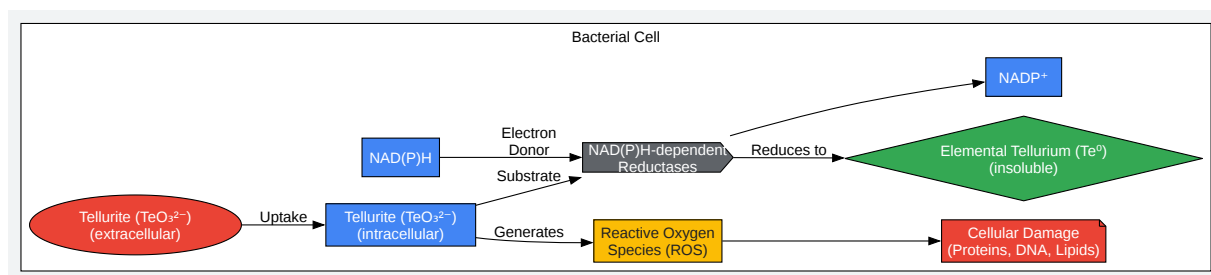 Bacterial Cell
NADP⁺
Electron
Donor
NAD(P)H
NAD(P)H-dependent
Reductases
Reduces to
Elemental Tellurium (Te⁰)
(insoluble)
Substrate
Tellurite (TeO₃²⁻)
(extracellular)
Uptake
Tellurite (TeO₃²⁻)
(intracellular)
Generates
Reactive Oxygen
Species (ROS)
Cellular Damage
(Proteins, DNA, Lipids)